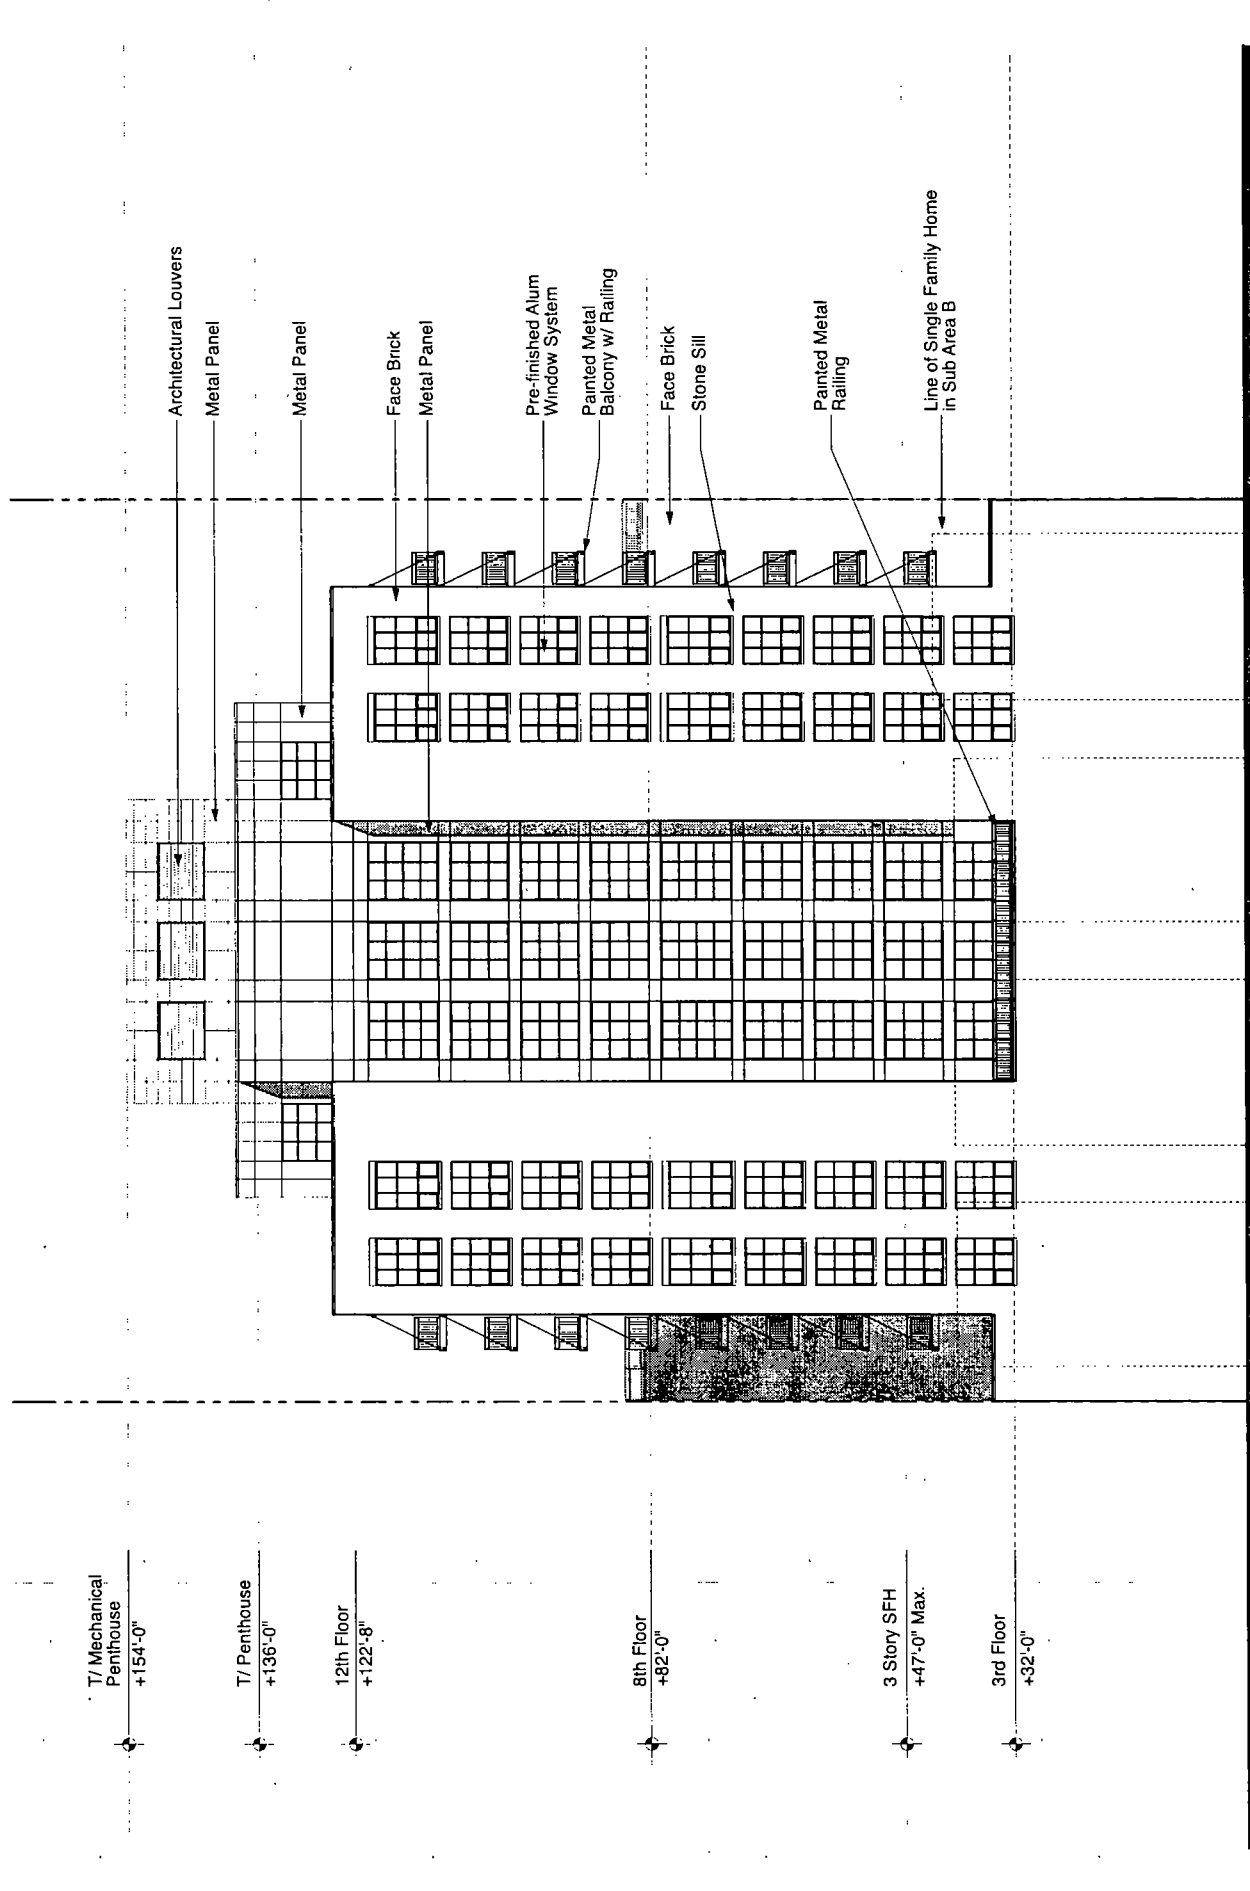 Architectural Louvers
Metal Panel
Metal Panel
Face Brick
Metal Panel
Pre-finished Alum
Window System
Painted Metal
Balcony w/ Railing
Face Brick
Stone Sill
Painted Metal
Railing
Line of Single Family Home
in Sub Area B
T/ Mechanical
Penthouse
+154'-0"
T/ Penthouse
+136'-0"
12th Floor
+122'-8"
8th Floor
+82'-0"
3 Story SFH
+47'-0" Max.
3rd Floor
+32'-0"